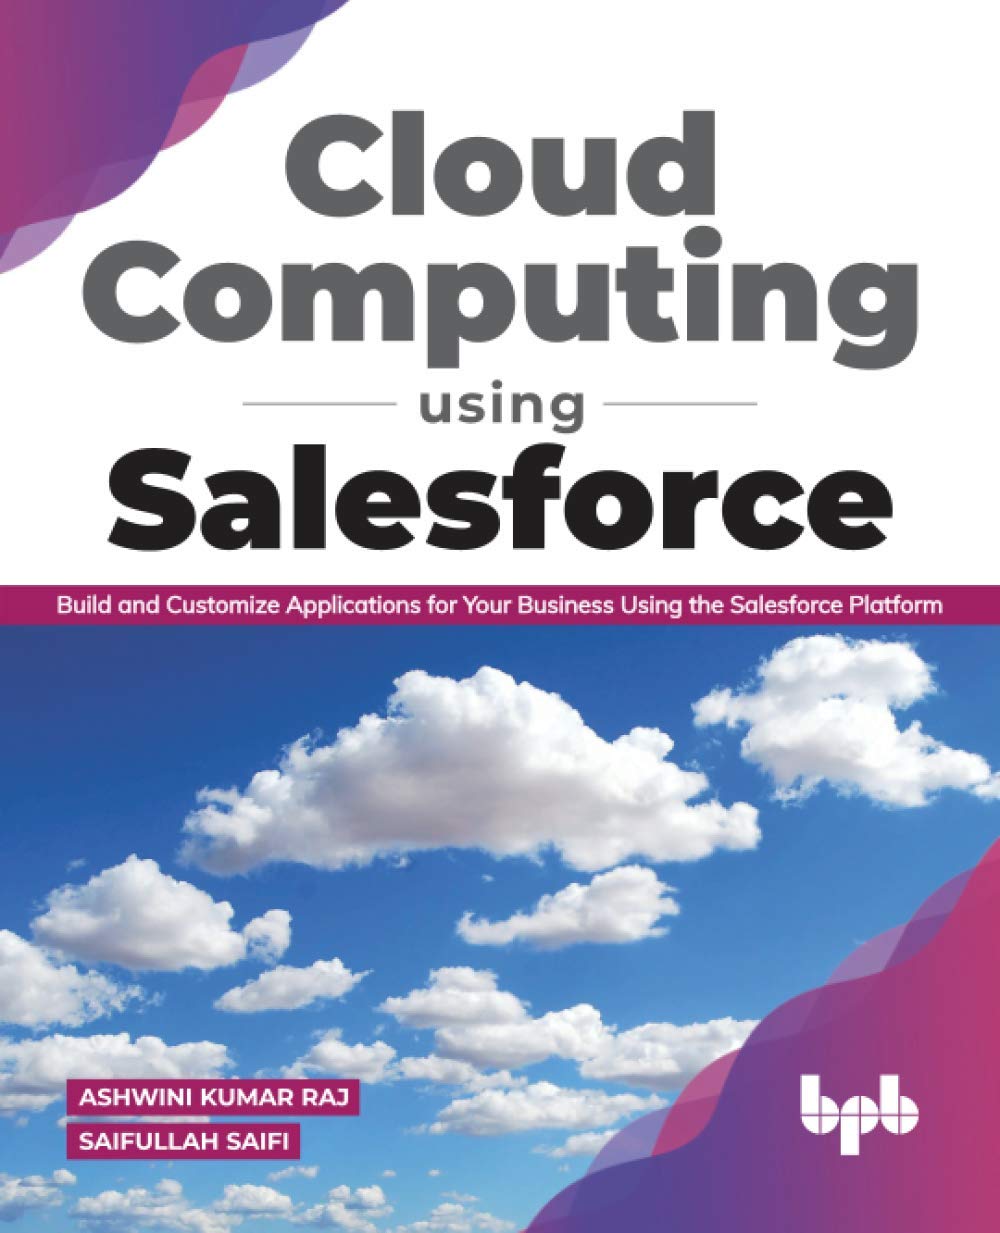 Cloud
Computing
using
Salesforce
Build and Customize Applications for Your Business Using the Salesforce Platform
ASHWINI KUMAR RAJ
SAIFULLAH SAIFI
bpb